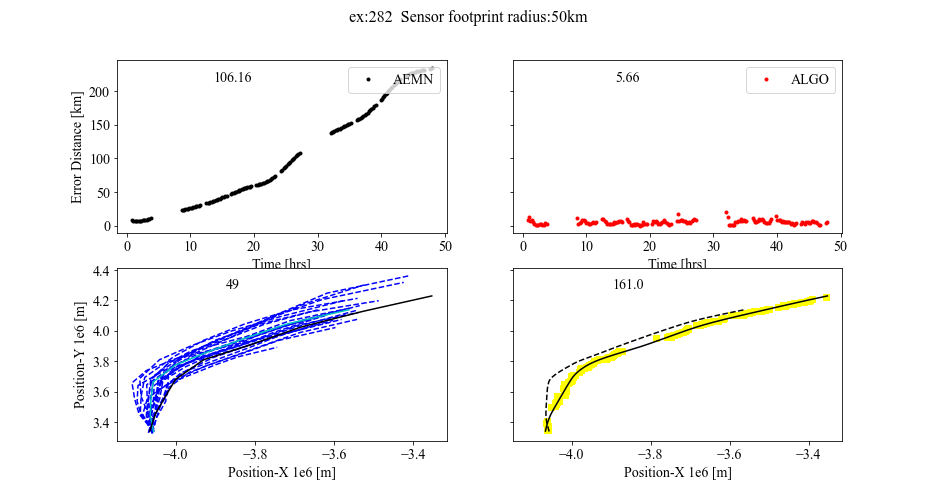 ex:282 Sensor footprint radius:50km
106.16
AEMN
Error Distance [km]
200
150
100
50
0
0 10 20 30 40 50
Time [hrs]
5.66
ALGO
0 10 20 30 40 50
Time [hrs]
49
Position-Y 1e6 [m]
4.4
4.2
4.0
3.8
3.6
3.4
−4.0 −3.8 −3.6 −3.4
Position-X 1e6 [m]
161.0
−4.0 −3.8 −3.6 −3.4
Position-X 1e6 [m]